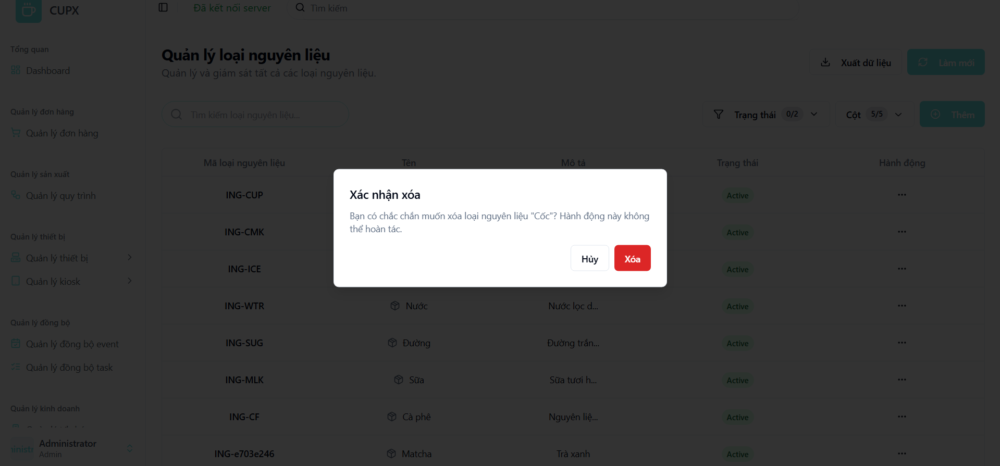 CUPX
Đã kết nối server
Tìm kiếm
Tổng quan
Dashboard
Quản lý đơn hàng
Quản lý đơn hàng
Quản lý sản xuất
Quản lý quy trình
Quản lý thiết bị
Quản lý thiết bị
Quản lý kiosk
Quản lý đồng bộ
Quản lý đồng bộ event
Quản lý đồng bộ task
Quản lý kinh doanh
Administrator
Admin
Quản lý loại nguyên liệu
Quản lý và giám sát tất cả các loại nguyên liệu.
Xuất dữ liệu
Làm mới
Tìm kiếm loại nguyên liệu...
Trạng thái 0/2
Cột 5/5
Thêm
Mã loại nguyên liệu Tên Mô tả Trạng thái Hành động
ING-CUP Active
ING-CMK Active
ING-ICE Active
ING-WTR Nước Nước lọc d... Active
ING-SUG Đường Đường trắn... Active
ING-MLK Sữa Sữa tươi h... Active
ING-CF Cà phê Nguyên liệ... Active
ING-e703e246 Matcha Trà xanh Active
Xác nhận xóa
Bạn có chắc chắn muốn xóa loại nguyên liệu "Cốc"? Hành động này không
thể hoàn tác.
Hủy
Xóa